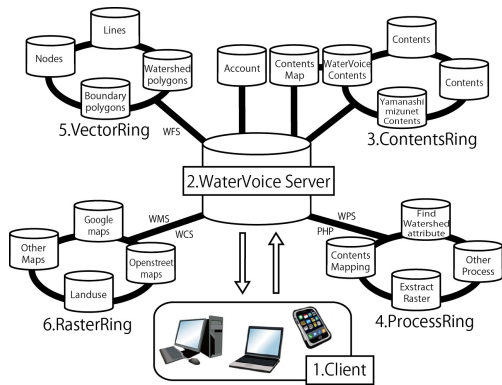 Lines
Nodes
Watershed
polygons
Boundary
polygons
5.VectorRing
WFS
Account
Contents
Map
WaterVoice
Contents
Contents
Contents
Yamanashi
mizunet
Contents
3.ContentsRing
2.WaterVoice Server
Google
maps
WMS
WCS
Other
Maps
Openstreet
maps
Landuse
6.RasterRing
WPS
PHP
Find
Watershed
attribute
Contents
Mapping
Other
Process
Exstract
Raster
4.ProcessRing
1.Client